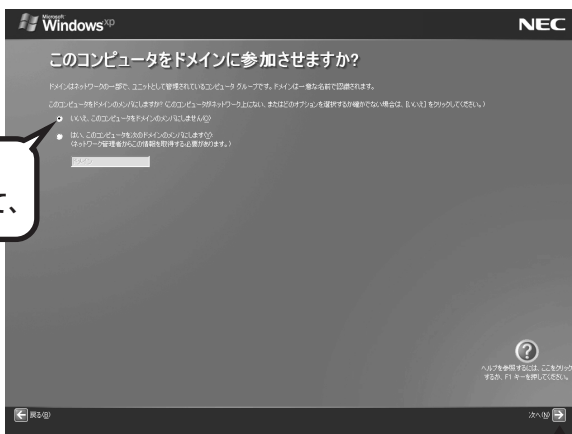 Microsoft
Windows xp
NEC
このコンピュータをドメインに参加させますか?
ドメインはネットワークの一部で、ユニットとして管理されているコンピュータ グループです。ドメインは一意な名前で認識されます。
このコンピュータをドメインのメンバにしますか? (このコンピュータがネットワーク上にない、またはどのオプションを選択するか確かでない場合は、[いいえ] をクリックしてください。)
いいえ、このコンピュータをドメインのメンバにしません(O)
はい、このコンピュータを次のドメインのメンバにします(Y):
(ネットワーク管理者からこの情報を取得する必要があります。)
ドメイン
て、
?
ヘルプを参照するには、ここをクリック
するか、F1 キーを押してください。
戻る(B)
次へ(N)